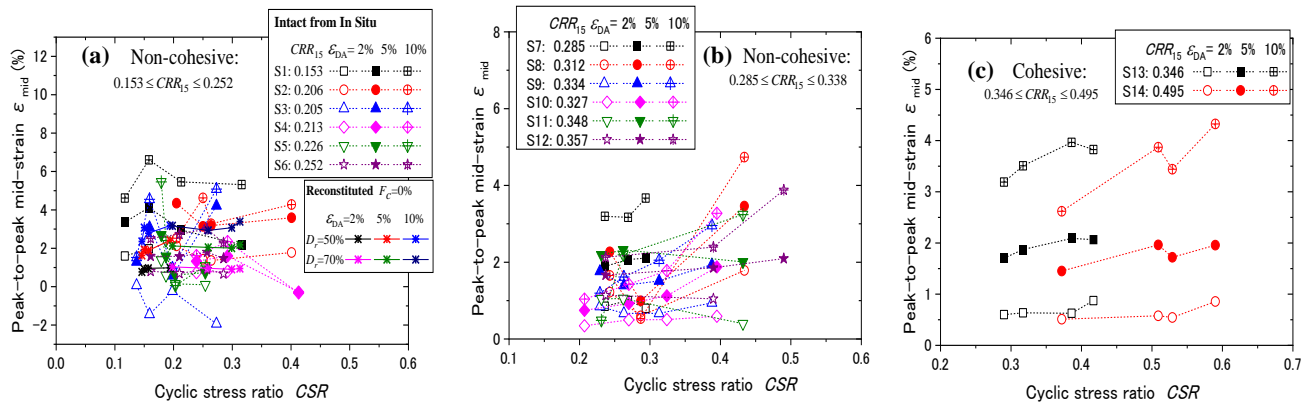 (a)
Non-cohesive:
0.153 ≤ CRR15 ≤ 0.252
Intact from In Situ
CRR15 εDA= 2% 5% 10%
S1: 0.153
S2: 0.206
S3: 0.205
S4: 0.213
S5: 0.226
S6: 0.252
Reconstituted FC=0%
εDA=2% 5% 10%
Dr=50%
Dr=70%
Peak-to-peak mid-strain ε mid (%)
12
10
8
6
4
2
0
−2
0.0 0.1 0.2 0.3 0.4 0.5
Cyclic stress ratio CSR
(b)
Non-cohesive:
0.285 ≤ CRR15 ≤ 0.338
CRR15 εDA= 2% 5% 10%
S7: 0.285
S8: 0.312
S9: 0.334
S10: 0.327
S11: 0.348
S12: 0.357
Peak-to-peak mid-strain ε mid
8
6
4
2
0
0.1 0.2 0.3 0.4 0.5 0.6
Cyclic stress ratio CSR
(c)
Cohesive:
0.346 ≤ CRR15 ≤ 0.495
CRR15 εDA= 2% 5% 10%
S13: 0.346
S14: 0.495
Peak-to-peak mid-strain ε mid (%)
6
5
4
3
2
1
0
0.2 0.3 0.4 0.5 0.6 0.7
Cyclic stress ratio CSR